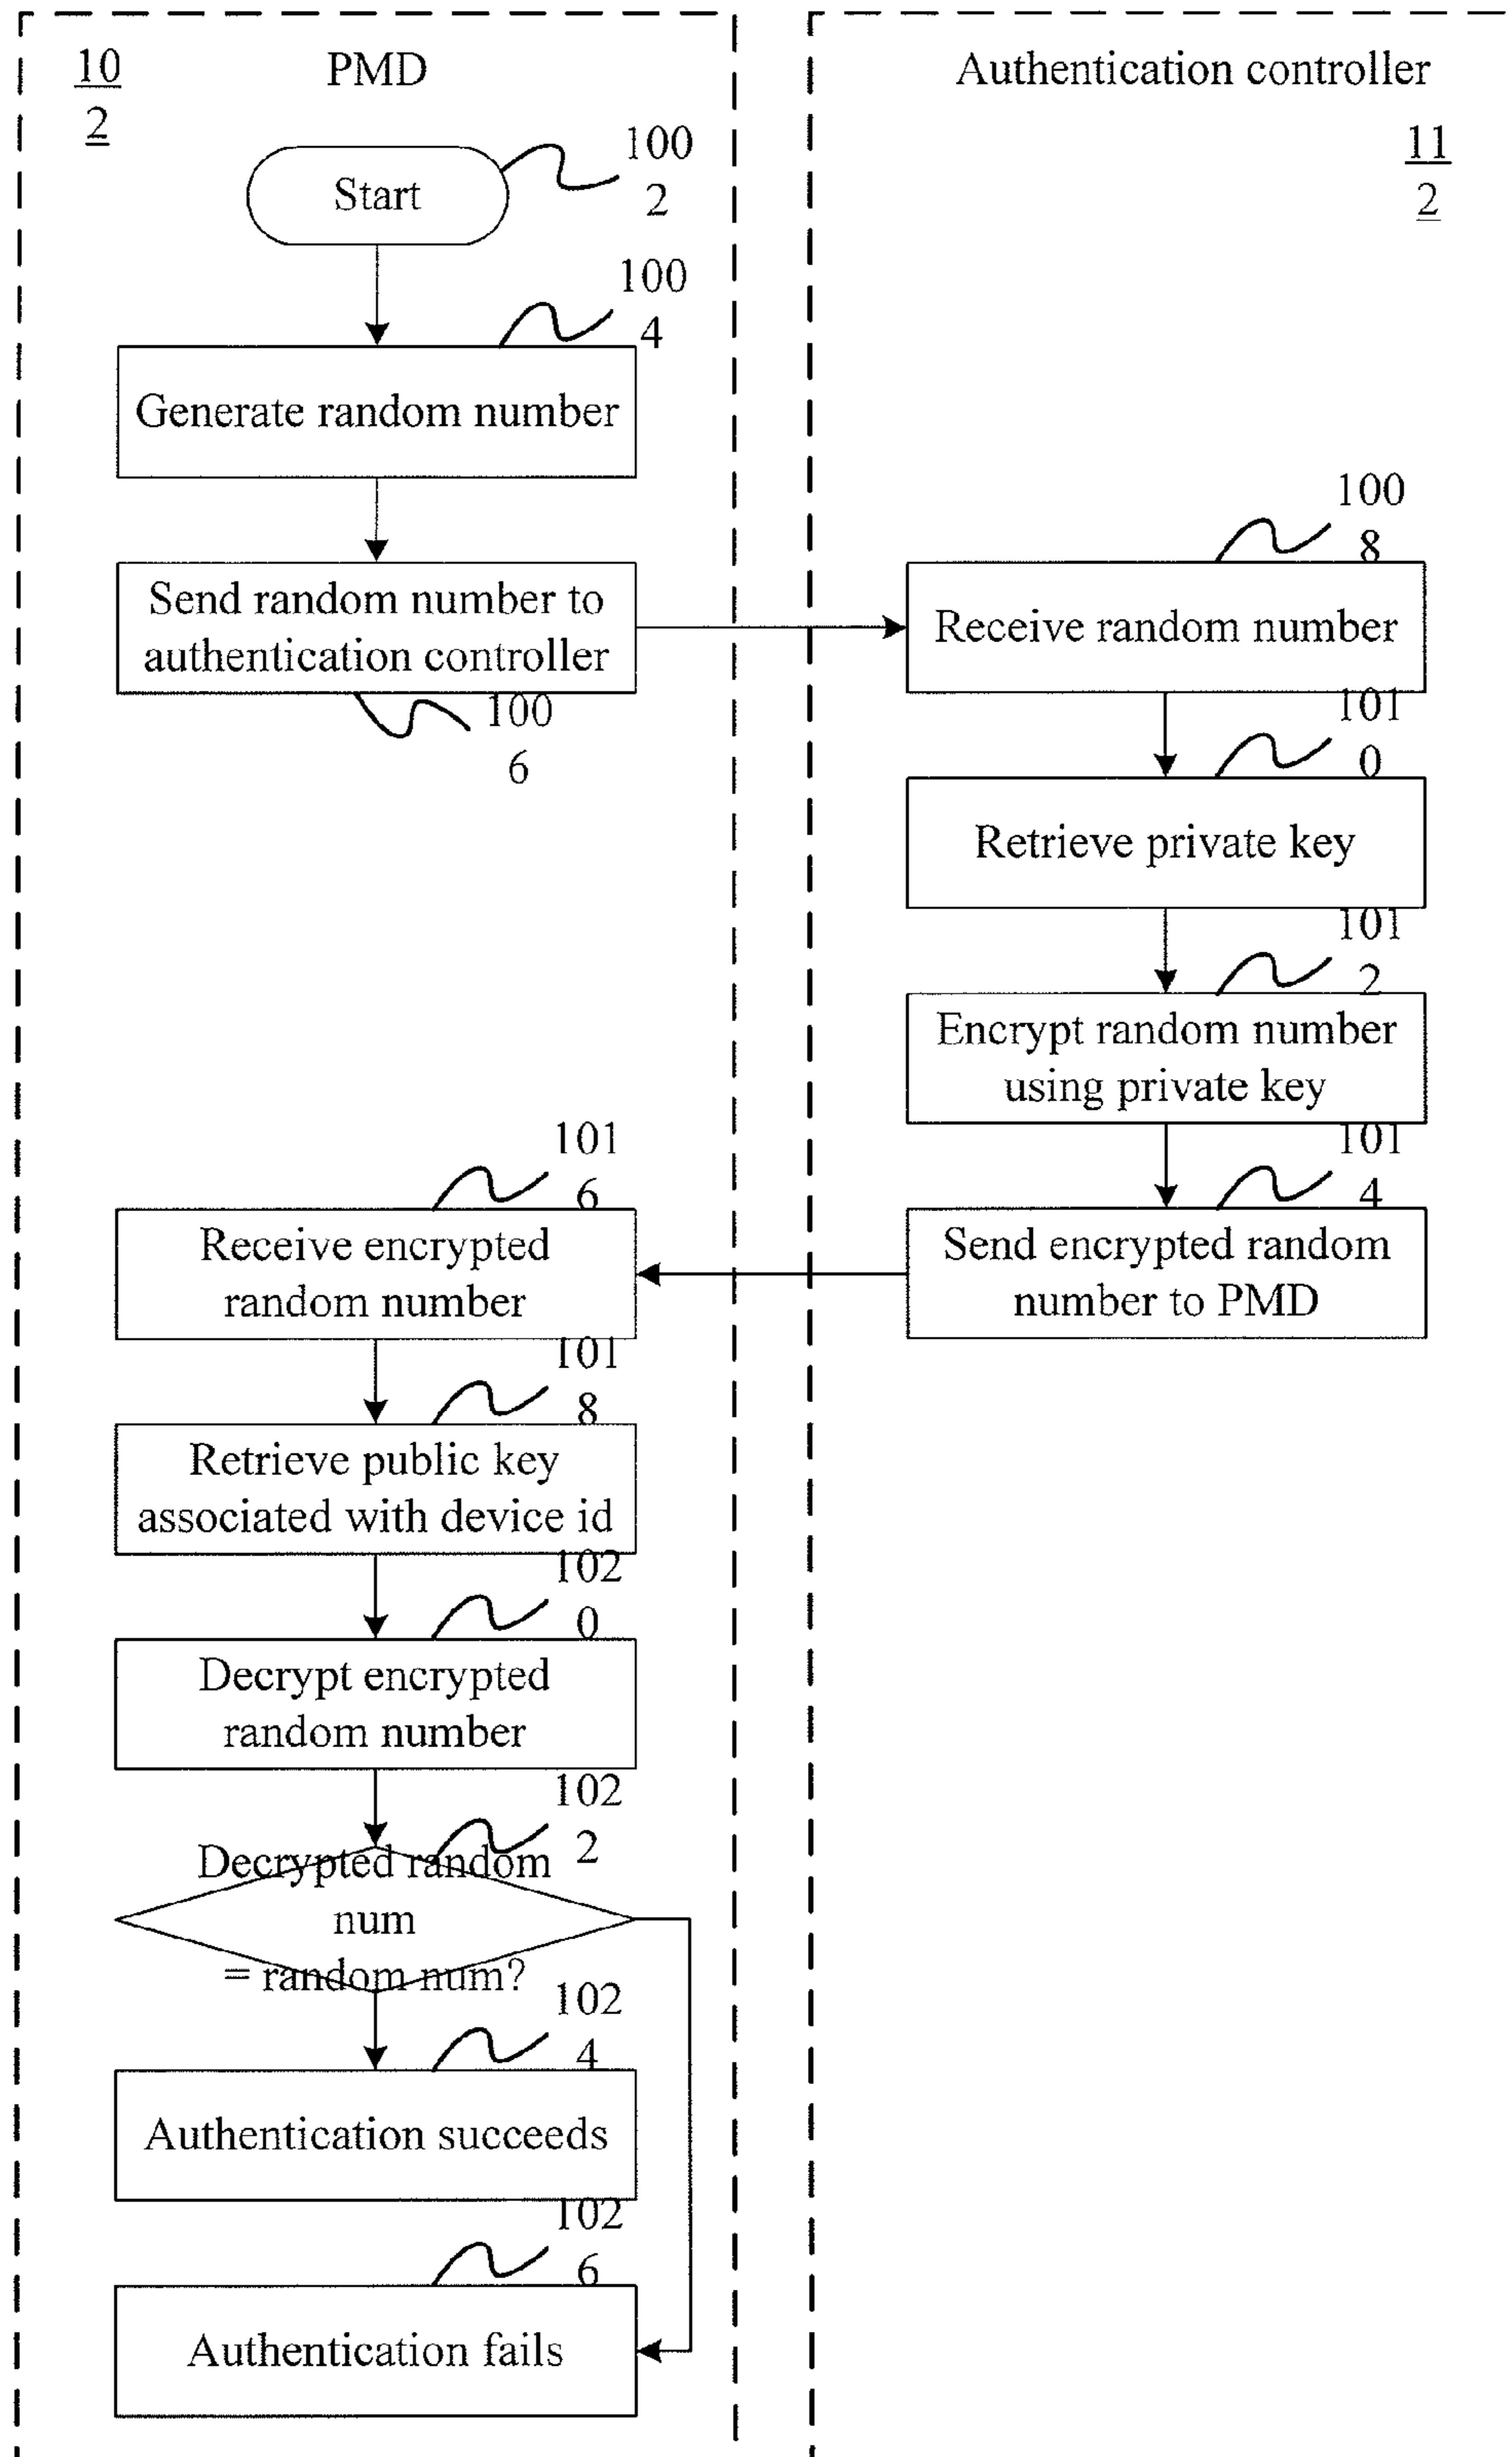 10
2
PMD
Authentication controller
11
2
Start
100
2
100
4
Generate random number
Send random number to
authentication controller
100
6
100
8
Receive random number
101
0
Retrieve private key
101
2
Encrypt random number
using private key
101
4
Send encrypted random
number to PMD
101
6
Receive encrypted
random number
101
8
Retrieve public key
associated with device id
102
0
Decrypt encrypted
random number
102
2
Decrypted random
num
= random num?
102
4
Authentication succeeds
102
6
Authentication fails